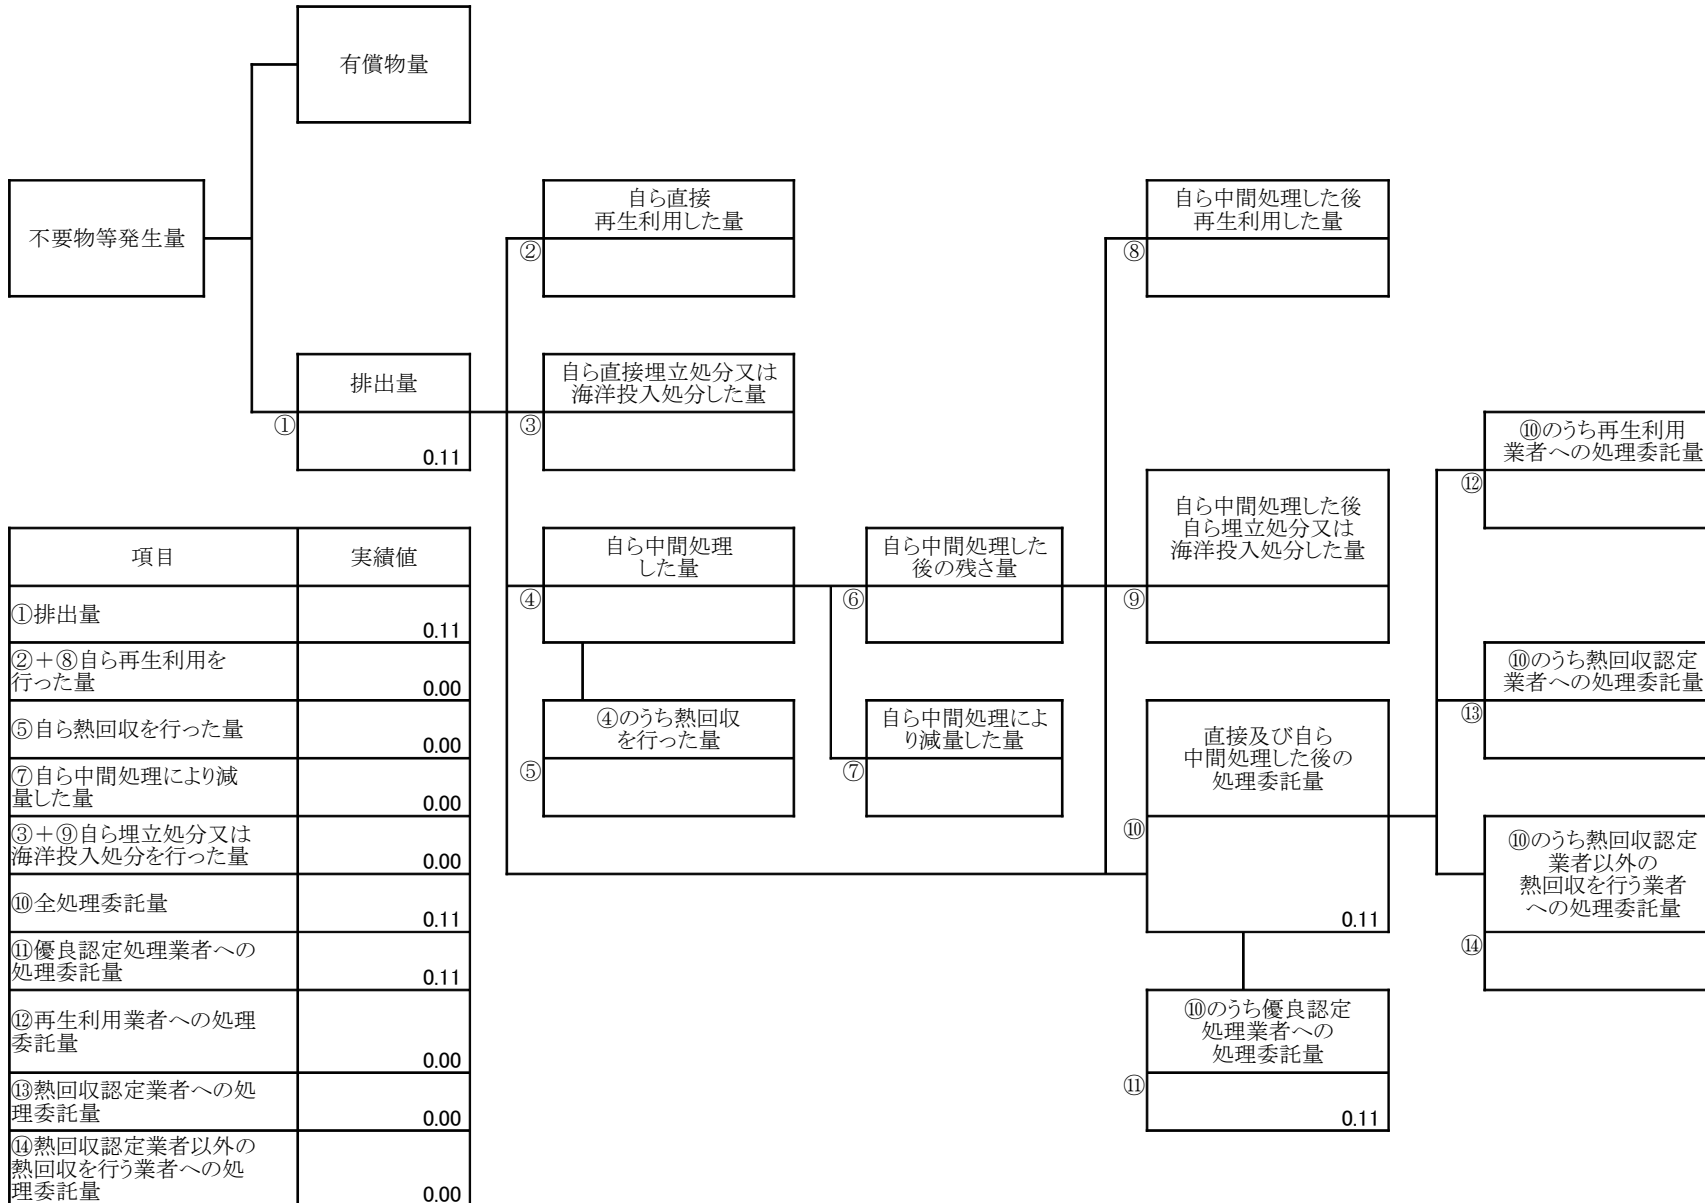 有償物量
不要物等発生量
自ら直接
再生利用した量
②
自ら中間処理した後
再生利用した量
⑧
排出量
①
0.11
自ら直接埋立処分又は
海洋投入処分した量
③
⑩のうち再生利用
業者への処理委託量
⑫
自ら中間処理した後
自ら埋立処分又は
海洋投入処分した量
⑨
自ら中間処理
した量
④
自ら中間処理した
後の残さ量
⑥
④のうち熱回収
を行った量
⑤
自ら中間処理によ
り減量した量
⑦
直接及び自ら
中間処理した後の
処理委託量
⑩
0.11
⑩のうち熱回収認定
業者への処理委託量
⑬
⑩のうち熱回収認定
業者以外の
熱回収を行う業者
への処理委託量
⑭
⑩のうち優良認定
処理業者への
処理委託量
⑪
0.11
項目 実績値
①排出量 0.11
②＋⑧自ら再生利用を
行った量 0.00
⑤自ら熱回収を行った量 0.00
⑦自ら中間処理により減
量した量 0.00
③＋⑨自ら埋立処分又は
海洋投入処分を行った量 0.00
⑩全処理委託量 0.11
⑪優良認定処理業者への
処理委託量 0.11
⑫再生利用業者への処理
委託量 0.00
⑬熱回収認定業者への処
理委託量 0.00
⑭熱回収認定業者以外の
熱回収を行う業者への処
理委託量 0.00